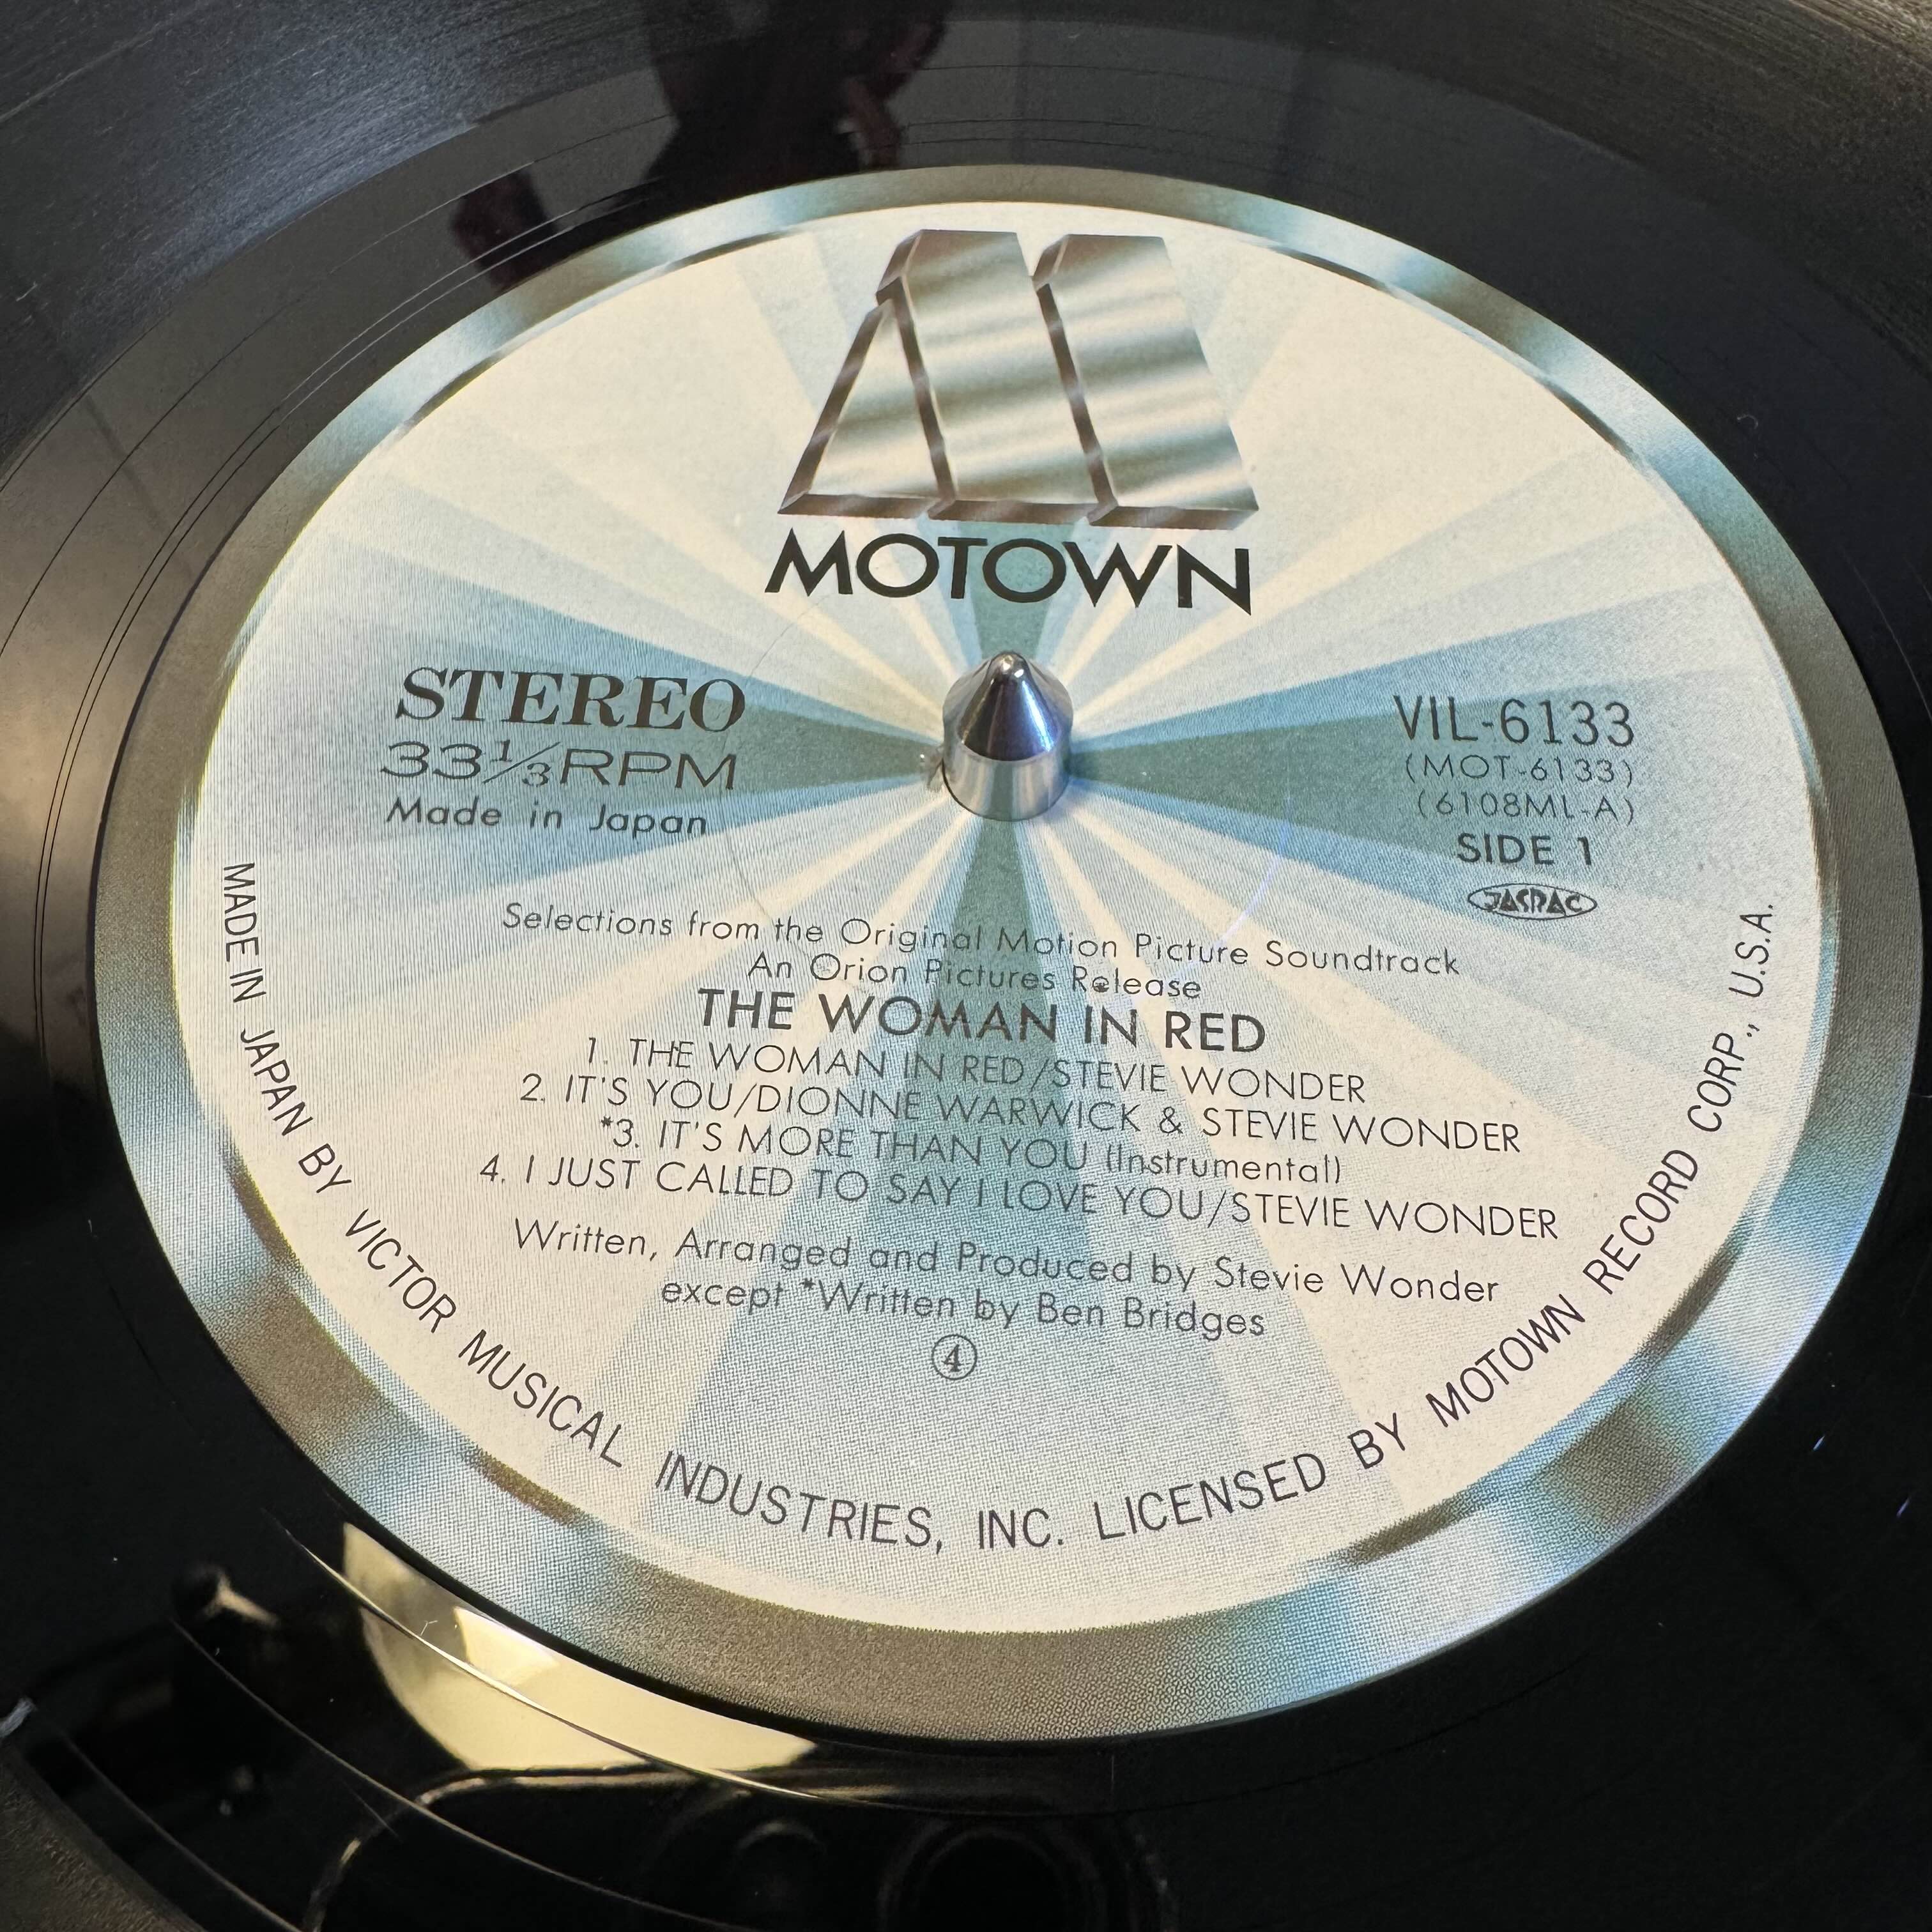 MOTOWN
STEREO
33⅓RPM
Made in Japan
VIL-6133
(MOT-6133)
(6108ML-A)
SIDE 1
JASRAC
Selections from the Original Motion Picture Soundtrack
An Orion Pictures Release
THE WOMAN IN RED
1. THE WOMAN IN RED/STEVIE WONDER
2. IT'S YOU/DIONNE WARWICK & STEVIE WONDER
*3. IT'S MORE THAN YOU (Instrumental)
4. I JUST CALLED TO SAY I LOVE YOU/STEVIE WONDER
Written, Arranged and Produced by Stevie Wonder
except *Written by Ben Bridges
④
MADE IN JAPAN BY VICTOR MUSICAL INDUSTRIES, INC. LICENSED BY MOTOWN RECORD CORP., U.S.A.